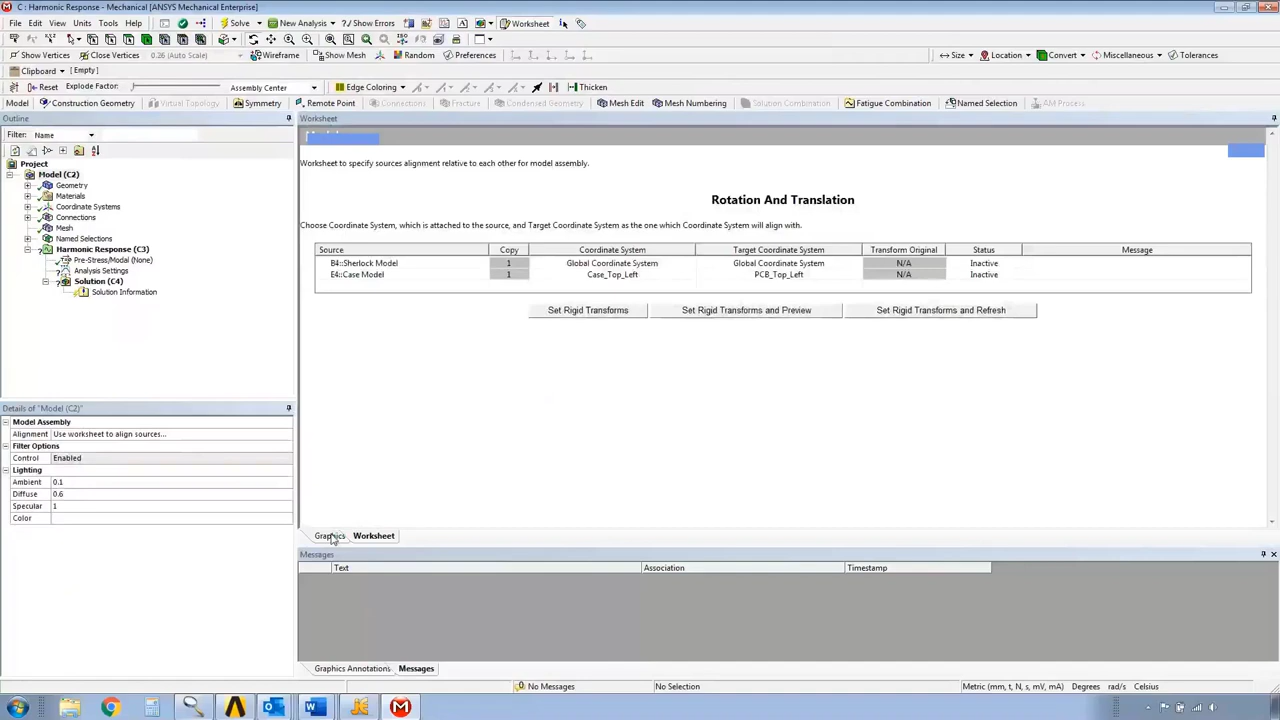 C : Harmonic Response - Mechanical [ANSYS Mechanical Enterprise]
File Edit View Units Tools Help Solve New Analysis Show Errors Worksheet
Show Vertices Close Vertices 0.26 (Auto Scale) Wireframe Show Mesh Random Preferences Size Location Convert Miscellaneous Tolerances
Clipboard [ Empty]
Reset Explode Factor: Assembly Center Edge Coloring Thicken
Model Construction Geometry Virtual Topology Symmetry Remote Point Connections Fracture Condensed Geometry Mesh Edit Mesh Numbering Solution Combination Fatigue Combination Named Selection AM Process
Outline
Filter: Name
Project
Model (C2)
Geometry
Materials
Coordinate Systems
Connections
Mesh
Named Selections
Harmonic Response (C3)
Pre-Stress/Modal (None)
Analysis Settings
Solution (C4)
Solution Information
Details of "Model (C2)"
Model Assembly
Alignment Use worksheet to align sources...
Filter Options
Control Enabled
Lighting
Ambient 0.1
Diffuse 0.6
Specular 1
Color
Worksheet
Worksheet to specify sources alignment relative to each other for model assembly.
Rotation And Translation
Choose Coordinate System, which is attached to the source, and Target Coordinate System as the one which Coordinate System will align with.
Source Copy Coordinate System Target Coordinate System Transform Original Status Message
B4::Sherlock Model 1 Global Coordinate System Global Coordinate System N/A Inactive
E4::Case Model 1 Case_Top_Left PCB_Top_Left N/A Inactive
Set Rigid Transforms Set Rigid Transforms and Preview Set Rigid Transforms and Refresh
Graphics Worksheet
Messages
Text Association Timestamp
Graphics Annotations Messages
No Messages No Selection Metric (mm, t, N, s, mV, mA) Degrees rad/s Celsius